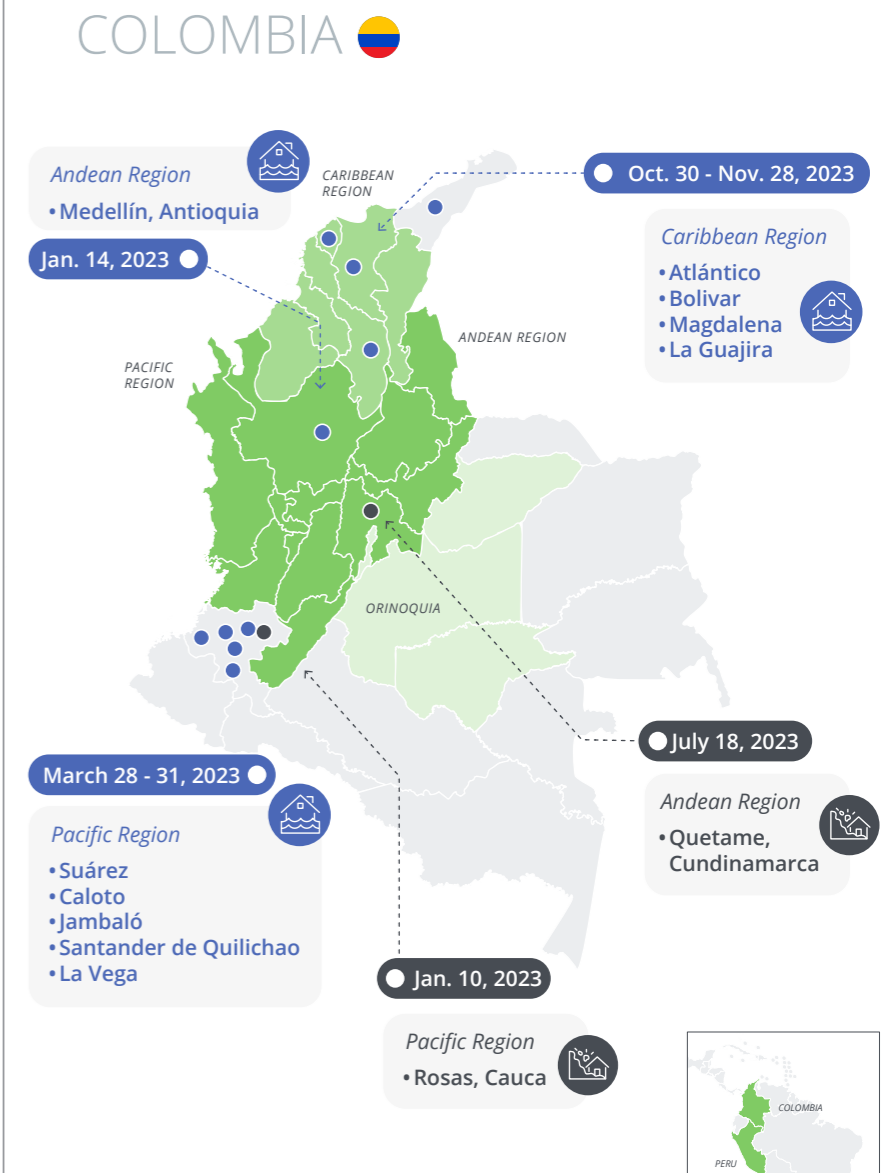 COLOMBIA
Andean Region
• Medellín, Antioquia
Jan. 14, 2023
CARIBBEAN
REGION
Oct. 30 - Nov. 28, 2023
Caribbean Region
• Atlántico
• Bolivar
• Magdalena
• La Guajira
ANDEAN REGION
PACIFIC
REGION
ORINOQUIA
July 18, 2023
Andean Region
• Quetame,
Cundinamarca
March 28 - 31, 2023
Pacific Region
• Suárez
• Caloto
• Jambaló
• Santander de Quilichao
• La Vega
Jan. 10, 2023
Pacific Region
• Rosas, Cauca
COLOMBIA
PERU